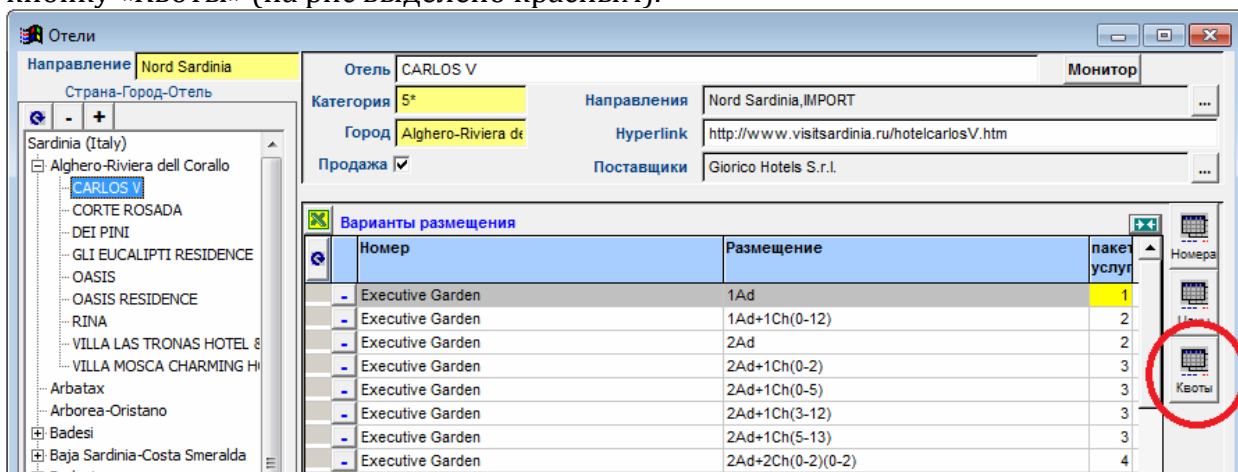 кнопку «Квоты» (на рис выделено красным).
Отели
Направление Nord Sardinia
Страна-Город-Отель
- +
Sardinia (Italy)
Alghero-Riviera dell Corallo
CARLOS V
CORTE ROSADA
DEI PINI
GLI EUCALIPTI RESIDENCE
OASIS
OASIS RESIDENCE
RINA
VILLA LAS TRONAS HOTEL &
VILLA MOSCA CHARMING H
Arbatax
Arborea-Oristano
Badesi
Baja Sardinia-Costa Smeralda
Отель CARLOS V Монитор
Категория 5* Направления Nord Sardinia,IMPORT ...
Город Alghero-Riviera de Hyperlink http://www.visitsardinia.ru/hotelcarlosV.htm
Продажа Поставщики Giorico Hotels S.r.l. ...
Варианты размещения
Номер Размещение пакет услуг
- Executive Garden 1Ad 1
- Executive Garden 1Ad+1Ch(0-12) 2
- Executive Garden 2Ad 2
- Executive Garden 2Ad+1Ch(0-2) 3
- Executive Garden 2Ad+1Ch(0-5) 3
- Executive Garden 2Ad+1Ch(3-12) 3
- Executive Garden 2Ad+1Ch(5-13) 3
- Executive Garden 2Ad+2Ch(0-2)(0-2) 4
Номера
Квоты